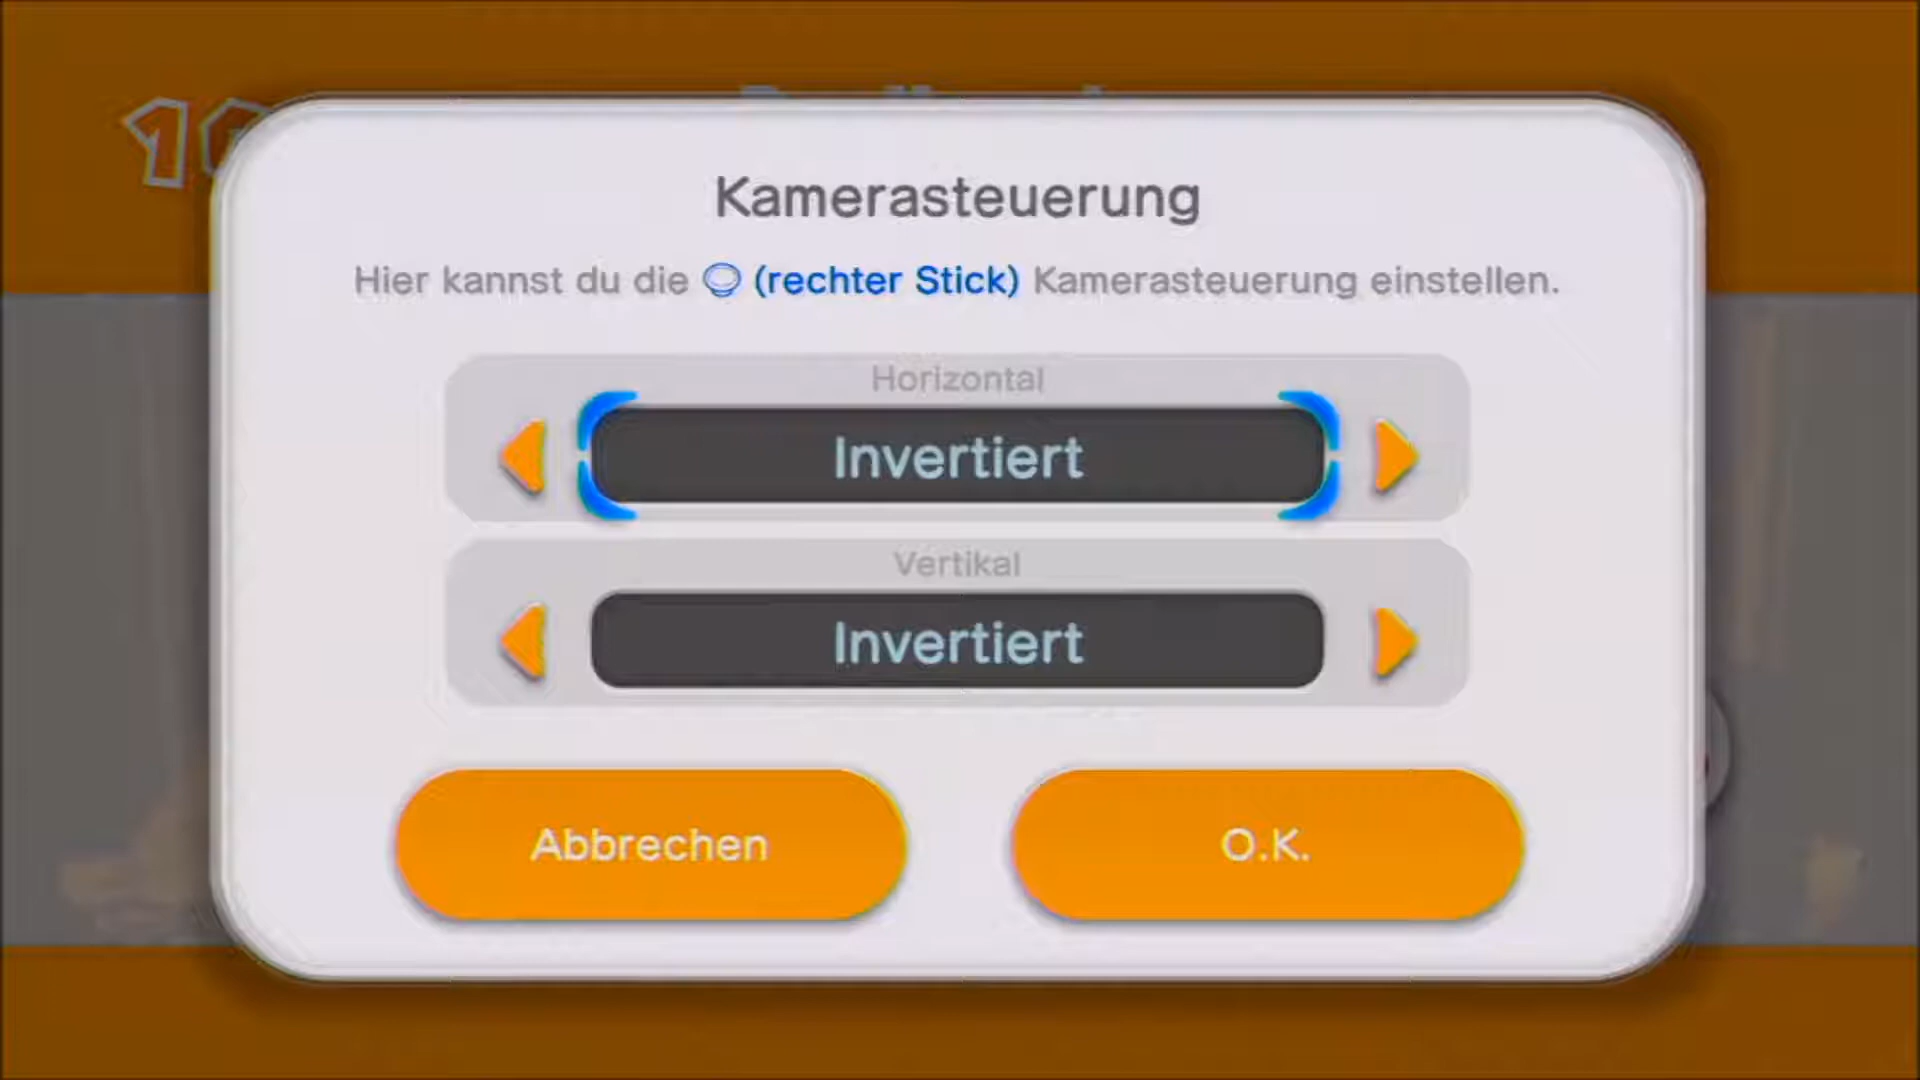 Kamerasteuerung
Hier kannst du die (rechter Stick) Kamerasteuerung einstellen.
Horizontal
Invertiert
Vertikal
Invertiert
Abbrechen
O.K.